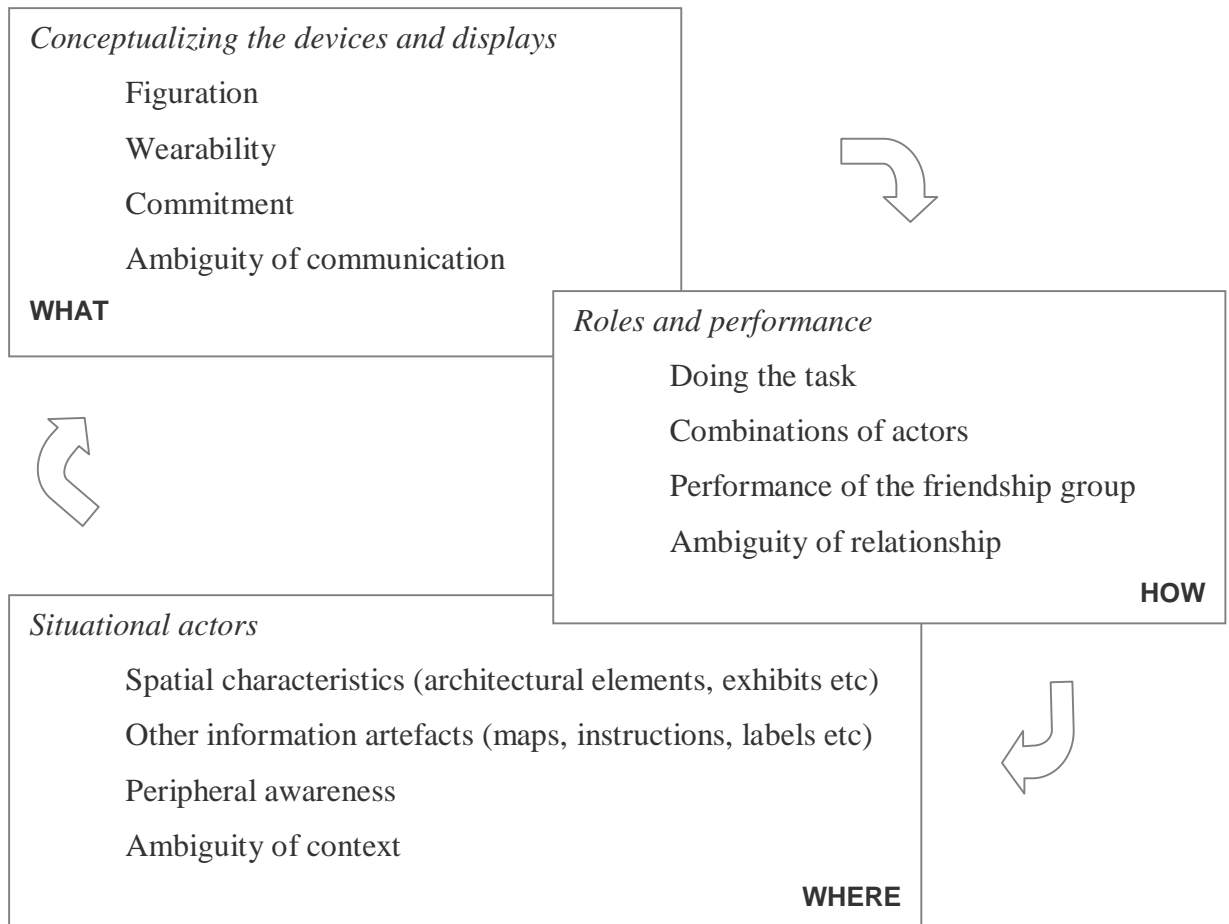 Conceptualizing the devices and displays
Figuration
Wearability
Commitment
Ambiguity of communication
WHAT
Roles and performance
Doing the task
Combinations of actors
Performance of the friendship group
Ambiguity of relationship
HOW
Situational actors
Spatial characteristics (architectural elements, exhibits etc)
Other information artefacts (maps, instructions, labels etc)
Peripheral awareness
Ambiguity of context
WHERE